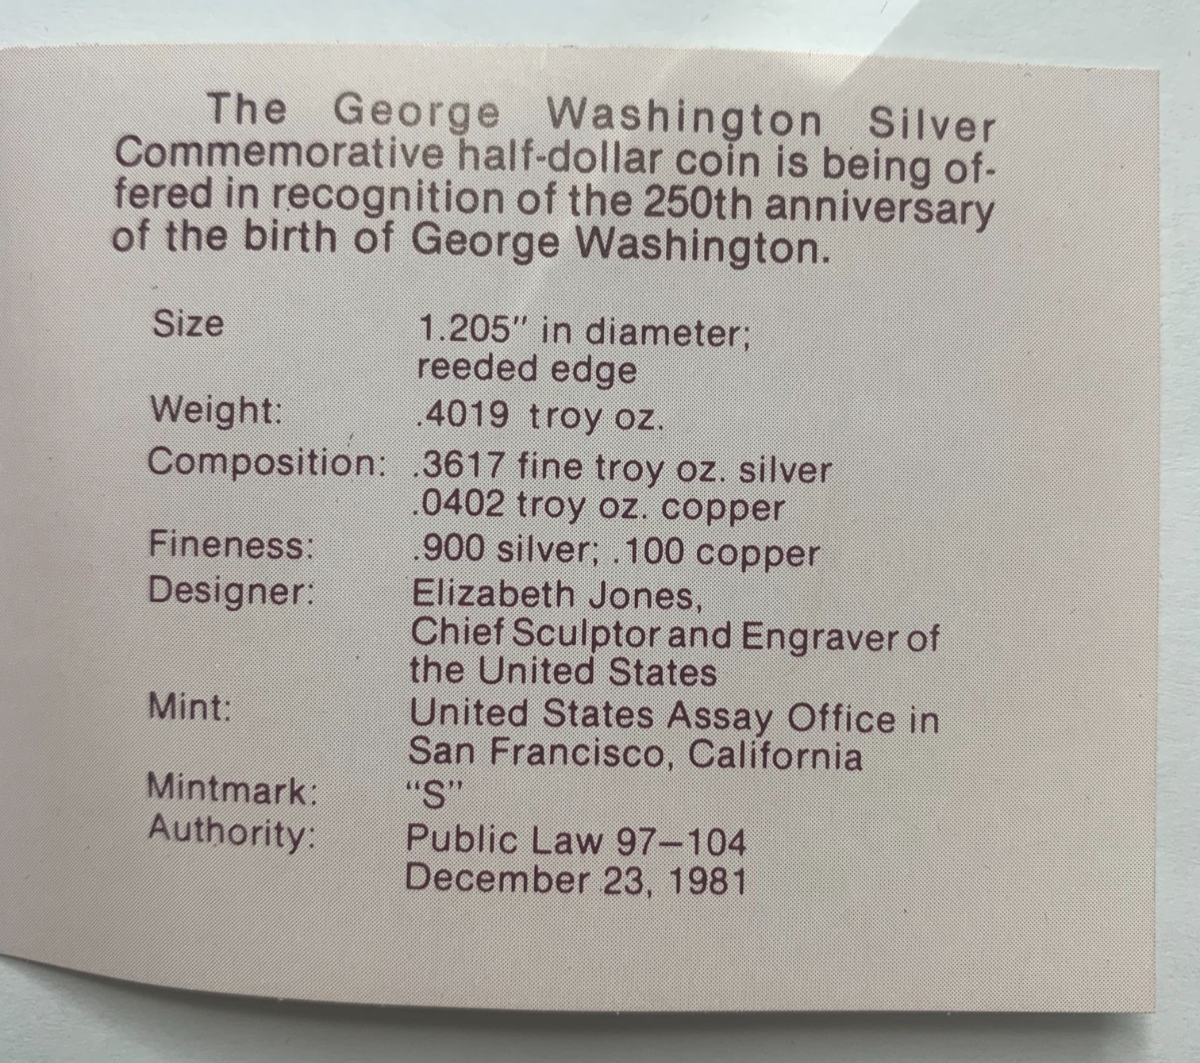 The George Washington Silver
Commemorative half-dollar coin is being of-
fered in recognition of the 250th anniversary
of the birth of George Washington.
Size 1.205" in diameter;
reeded edge
Weight: .4019 troy oz.
Composition: .3617 fine troy oz. silver
.0402 troy oz. copper
Fineness: .900 silver; .100 copper
Designer: Elizabeth Jones,
Chief Sculptor and Engraver of
the United States
Mint: United States Assay Office in
San Francisco, California
Mintmark: “S”
Authority: Public Law 97–104
December 23, 1981